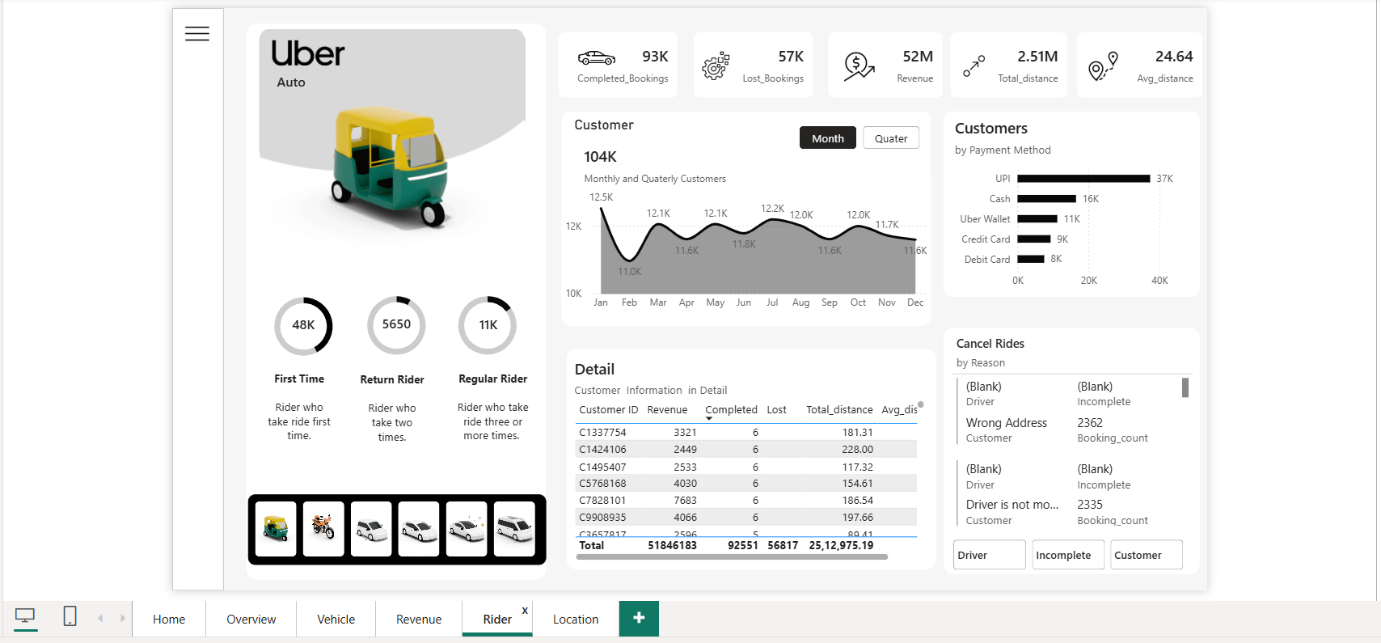 Uber
Auto
93K
Completed_Bookings
57K
Lost_Bookings
52M
Revenue
2.51M
Total_distance
24.64
Avg_distance
Customer
Month
Quater
104K
Monthly and Quaterly Customers
12.5K
12.1K
12.1K
12.2K
12.0K
12.0K
11.7K
12K
11.0K
11.6K
11.8K
11.6K
11.6K
10K
Jan Feb Mar Apr May Jun Jul Aug Sep Oct Nov Dec
Customers
by Payment Method
UPI 37K
Cash 16K
Uber Wallet 11K
Credit Card 9K
Debit Card 8K
0K 20K 40K
48K
First Time
Rider who
take ride first
time.
5650
Return Rider
Rider who
take two
times.
11K
Regular Rider
Rider who take
ride three or
more times.
Detail
Customer Information in Detail
Customer ID Revenue Completed Lost Total_distance Avg_dis
C1337754 3321 6 181.31
C1424106 2449 6 228.00
C1495407 2533 6 117.32
C5768168 4030 6 154.61
C7828101 7683 6 186.54
C9908935 4066 6 197.66
C3657817 2596 5 89.41
Total 51846183 92551 56817 25,12,975.19
Cancel Rides
by Reason
(Blank) (Blank)
Driver Incomplete
Wrong Address 2362
Customer Booking_count
(Blank) (Blank)
Driver Incomplete
Driver is not mo... 2335
Customer Booking_count
Driver Incomplete Customer
Home Overview Vehicle Revenue Rider x Location +